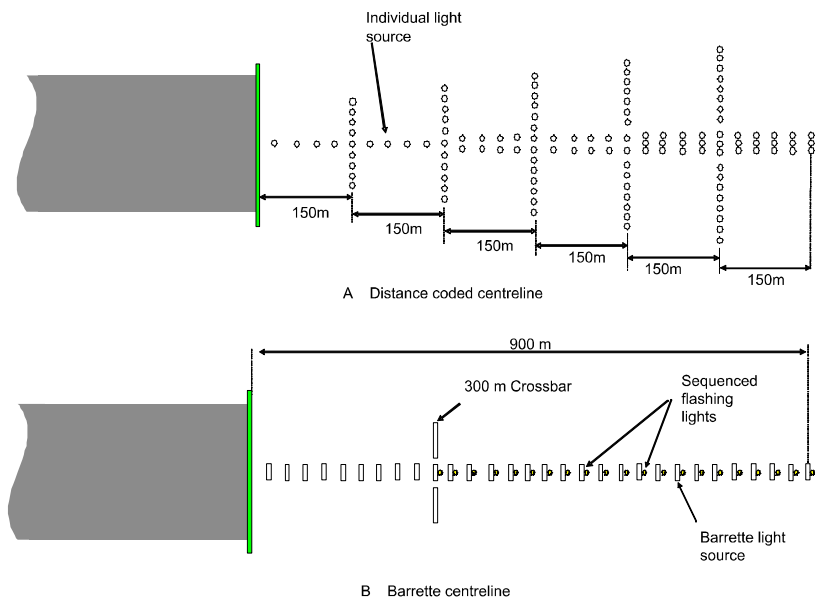 Individual light
source
150m
150m
150m
150m
150m
150m
A Distance coded centreline
900 m
300 m Crossbar
Sequenced
flashing
lights
Barrette light
source
B Barrette centreline